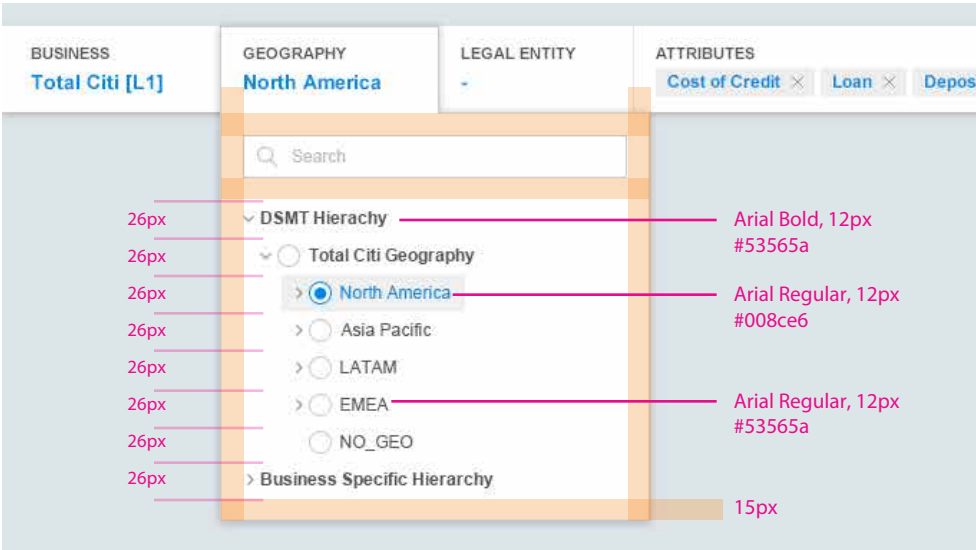 BUSINESS
Total Citi [L1]
GEOGRAPHY
North America
LEGAL ENTITY
-
ATTRIBUTES
Cost of Credit × Loan × Depos
Search
26px DSMT Hierachy Arial Bold, 12px
#53565a
26px Total Citi Geography
26px North America Arial Regular, 12px
#008ce6
26px Asia Pacific
26px LATAM
26px EMEA Arial Regular, 12px
#53565a
26px NO_GEO
26px Business Specific Hierarchy
15px